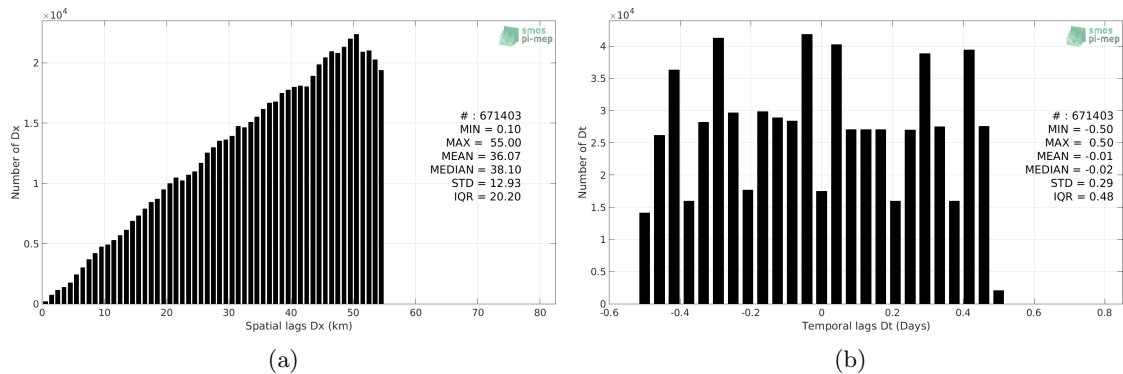 ×10⁴
2
1.5
1
0.5
0
Number of Dx
0 10 20 30 40 50 60 70 80
Spatial lags Dx (km)
smos
pi-mep
# : 671403
MIN = 0.10
MAX = 55.00
MEAN = 36.07
MEDIAN = 38.10
STD = 12.93
IQR = 20.20
(a)
×10⁴
4
3.5
3
2.5
2
1.5
1
0.5
0
Number of Dt
-0.6 -0.4 -0.2 0 0.2 0.4 0.6 0.8
Temporal lags Dt (Days)
smos
pi-mep
# : 671403
MIN = -0.50
MAX = 0.50
MEAN = -0.01
MEDIAN = -0.02
STD = 0.29
IQR = 0.48
(b)